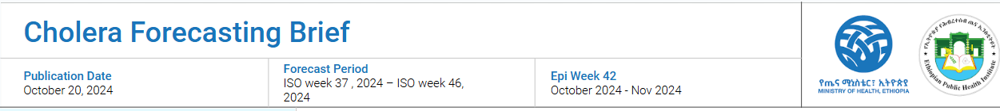 Cholera Forecasting Brief
Publication Date
October 20, 2024
Forecast Period
ISO week 37 , 2024 – ISO week 46,
2024
Epi Week 42
October 2024 - Nov 2024
የጤና ሚኒስቴር፣ ኢትዮጵያ
MINISTRY OF HEALTH, ETHIOPIA
የኢትዮጵያ የሕብረተሰብ ጤና ኢንስቲትዩት
Ethiopian Public Health Institute